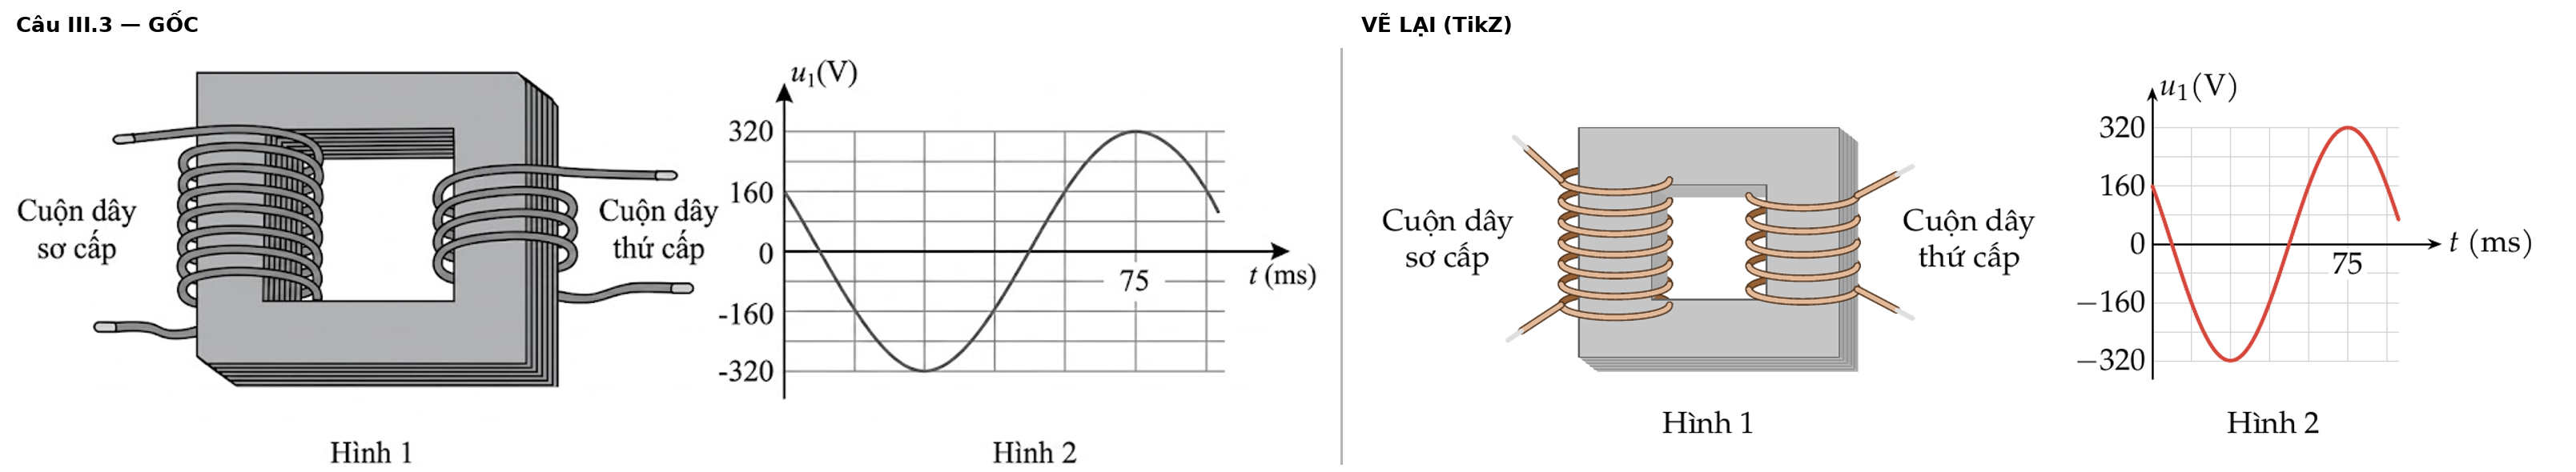 Câu III.3 — GỐC
Cuộn dây
sơ cấp
Cuộn dây
thứ cấp
Hình 1
u₁(V)
320
160
0
-160
-320
75
t (ms)
Hình 2
VẼ LẠI (TikZ)
Cuộn dây
sơ cấp
Cuộn dây
thứ cấp
Hình 1
u₁(V)
320
160
0
−160
−320
75
t (ms)
Hình 2